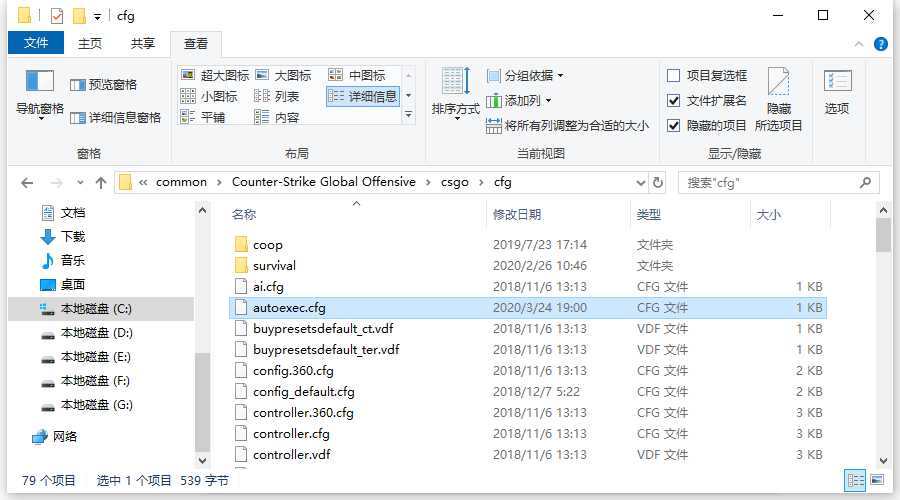 cfg
文件 主页 共享 查看
导航窗格 预览窗格 详细信息窗格
窗格
超大图标 大图标 中图标
小图标 列表 详细信息
平铺 内容
布局
排序方式 分组依据
添加列
将所有列调整为合适的大小
当前视图
项目复选框
文件扩展名
隐藏的项目
隐藏
所选项目
显示/隐藏
选项
« common › Counter-Strike Global Offensive › csgo › cfg
搜索"cfg"
文档
下载
音乐
桌面
本地磁盘 (C:)
本地磁盘 (D:)
本地磁盘 (E:)
本地磁盘 (F:)
本地磁盘 (G:)
网络
名称 修改日期 类型 大小
coop 2019/7/23 17:14 文件夹
survival 2020/2/26 10:46 文件夹
ai.cfg 2018/11/6 13:13 CFG 文件 1 KB
autoexec.cfg 2020/3/24 19:00 CFG 文件 1 KB
buypresetsdefault_ct.vdf 2018/11/6 13:13 VDF 文件 1 KB
buypresetsdefault_ter.vdf 2018/11/6 13:13 VDF 文件 1 KB
config.360.cfg 2018/11/6 13:13 CFG 文件 2 KB
config_default.cfg 2018/12/7 5:22 CFG 文件 2 KB
controller.360.cfg 2018/11/6 13:13 CFG 文件 3 KB
controller.cfg 2018/11/6 13:13 CFG 文件 3 KB
controller.vdf 2018/11/6 13:13 VDF 文件 3 KB
79 个项目 选中 1 个项目 539 字节